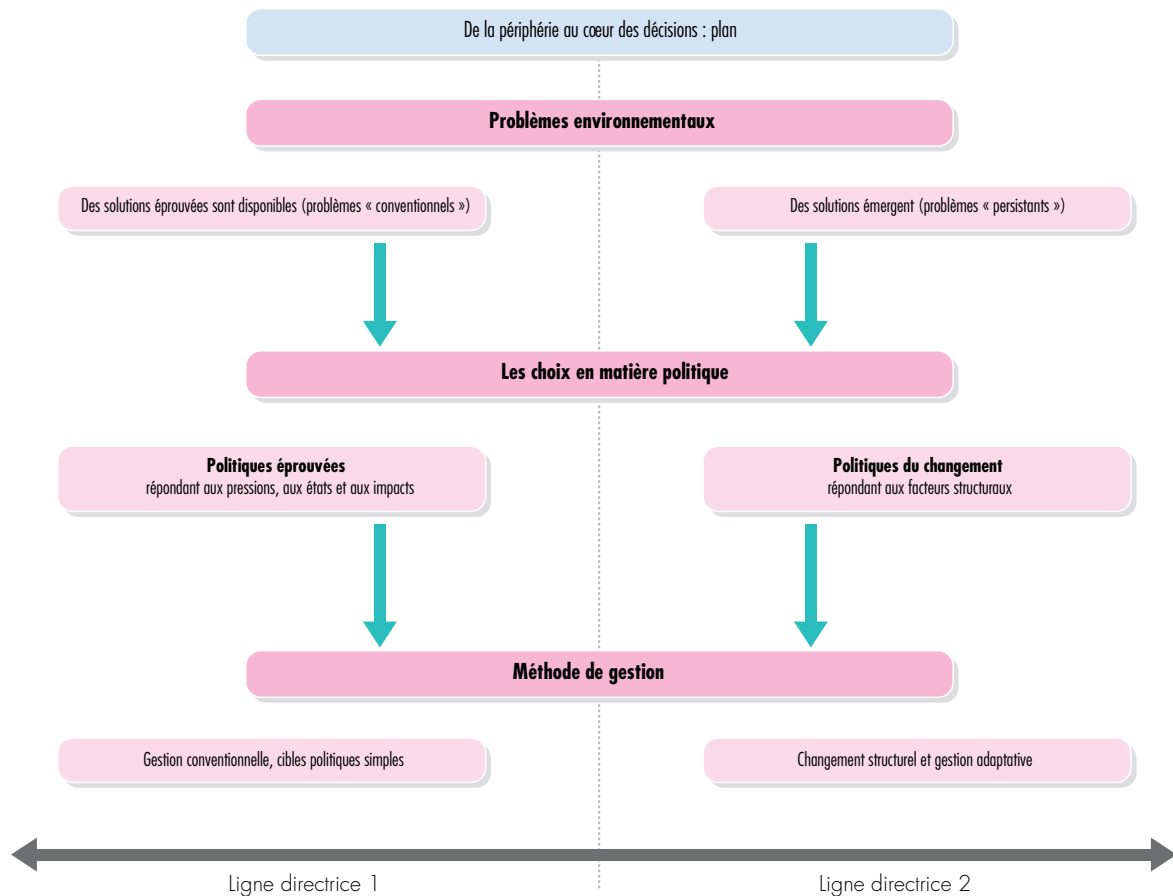 De la périphérie au cœur des décisions : plan
Problèmes environnementaux
Des solutions éprouvées sont disponibles (problèmes « conventionnels »)
Des solutions émergent (problèmes « persistants »)
Les choix en matière politique
Politiques éprouvées
répondant aux pressions, aux états et aux impacts
Politiques du changement
répondant aux facteurs structuraux
Méthode de gestion
Gestion conventionnelle, cibles politiques simples
Changement structurel et gestion adaptative
Ligne directrice 1
Ligne directrice 2